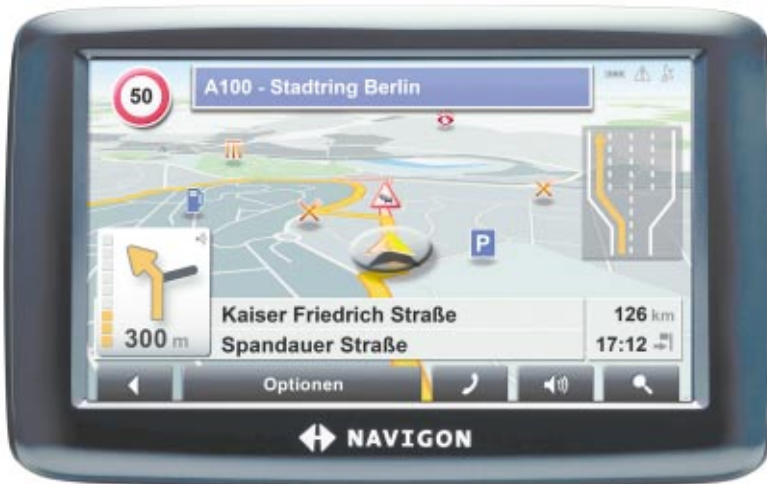 50
A100 - Stadtring Berlin
P
300 m
Kaiser Friedrich Straße
126 km
Spandauer Straße
17:12
Optionen
NAVIGON